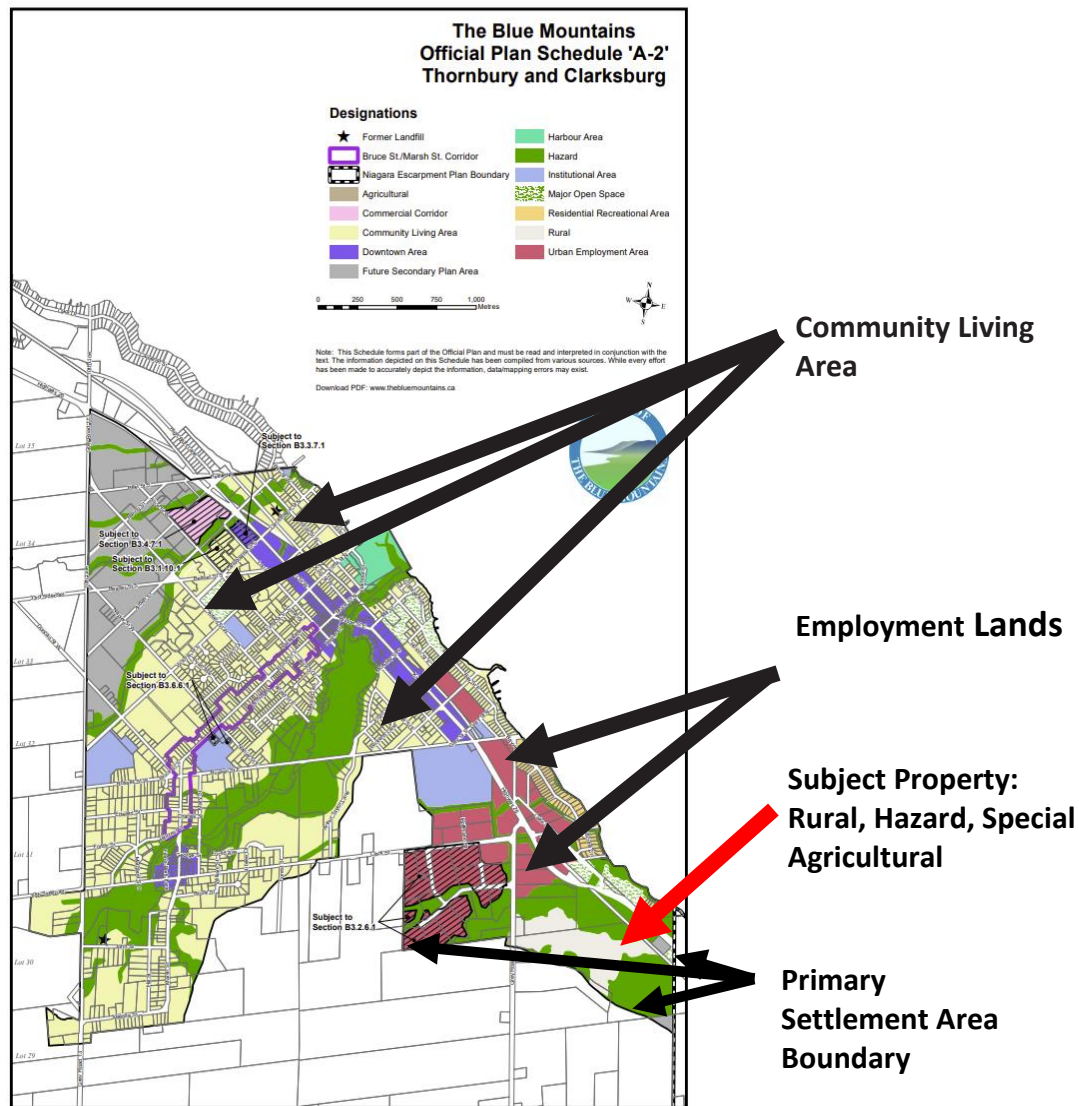 The Blue Mountains
Official Plan Schedule 'A-2'
Thornbury and Clarksburg
Designations
Former Landfill
Bruce St./Marsh St. Corridor
Niagara Escarpment Plan Boundary
Agricultural
Commercial Corridor
Community Living Area
Downtown Area
Future Secondary Plan Area
Harbour Area
Hazard
Institutional Area
Major Open Space
Residential Recreational Area
Rural
Urban Employment Area
0 250 500 750 1,000
Metres
N
W E
S
Note: This Schedule forms part of the Official Plan and must be read and interpreted in conjunction with the
text. The information depicted on this Schedule has been compiled from various sources. While every effort
has been made to accurately depict the information, data/mapping errors may exist.
Download PDF: www.thebluemountains.ca
Community Living
Area
OF
THE BLUE MOUNTAINS
Subject to
Section B3.3.7.1
Lot 35
Subject to
Section B3.4.7.1
Lot 34
Subject to
Section B3.1.10.1
Employment Lands
Lot 33
Subject to
Section B3.6.6.1
Lot 32
Subject Property:
Rural, Hazard, Special
Agricultural
Lot 31
Subject to
Section B3.2.6.1
Lot 30
Primary
Settlement Area
Boundary
Lot 29